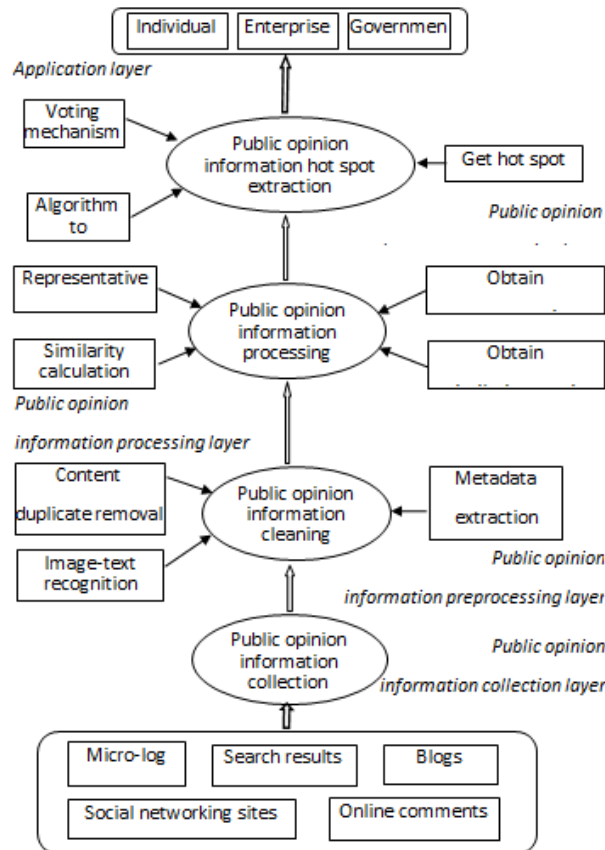 Individual
Enterprise
Governmen
Application layer
Voting
mechanism
Public opinion
information hot spot
extraction
Get hot spot
Algorithm
to
Public opinion
Representative
Public opinion
information
processing
Obtain
Similarity
calculation
Obtain
Public opinion
information processing layer
Content
duplicate removal
Public opinion
information
cleaning
Metadata
extraction
Image-text
recognition
Public opinion
information preprocessing layer
Public opinion
information
collection
Public opinion
information collection layer
Micro-log
Search results
Blogs
Social networking sites
Online comments